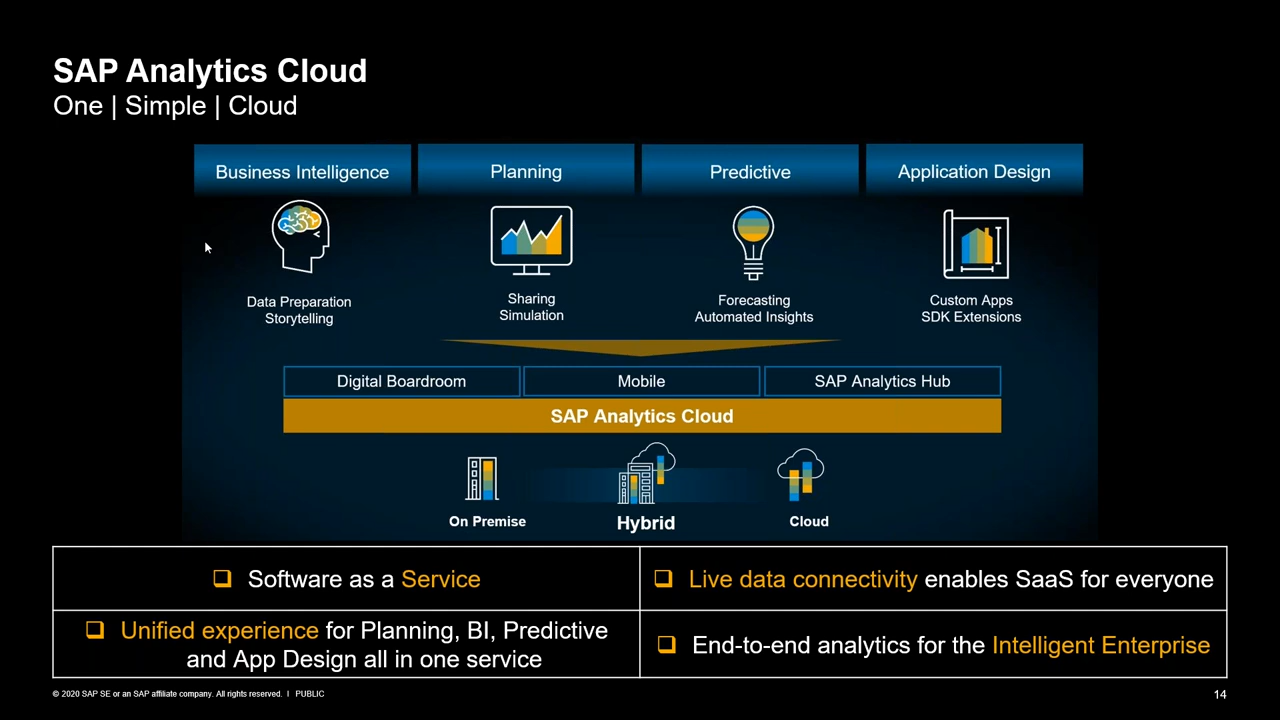 SAP Analytics Cloud
One | Simple | Cloud
Business Intelligence
Planning
Predictive
Application Design
Data Preparation
Storytelling
Sharing
Simulation
Forecasting
Automated Insights
Custom Apps
SDK Extensions
Digital Boardroom
Mobile
SAP Analytics Hub
SAP Analytics Cloud
On Premise
Hybrid
Cloud
❑ Software as a Service
❑ Live data connectivity enables SaaS for everyone
❑ Unified experience for Planning, BI, Predictive
and App Design all in one service
❑ End-to-end analytics for the Intelligent Enterprise
© 2020 SAP SE or an SAP affiliate company. All rights reserved. ǀ PUBLIC
14